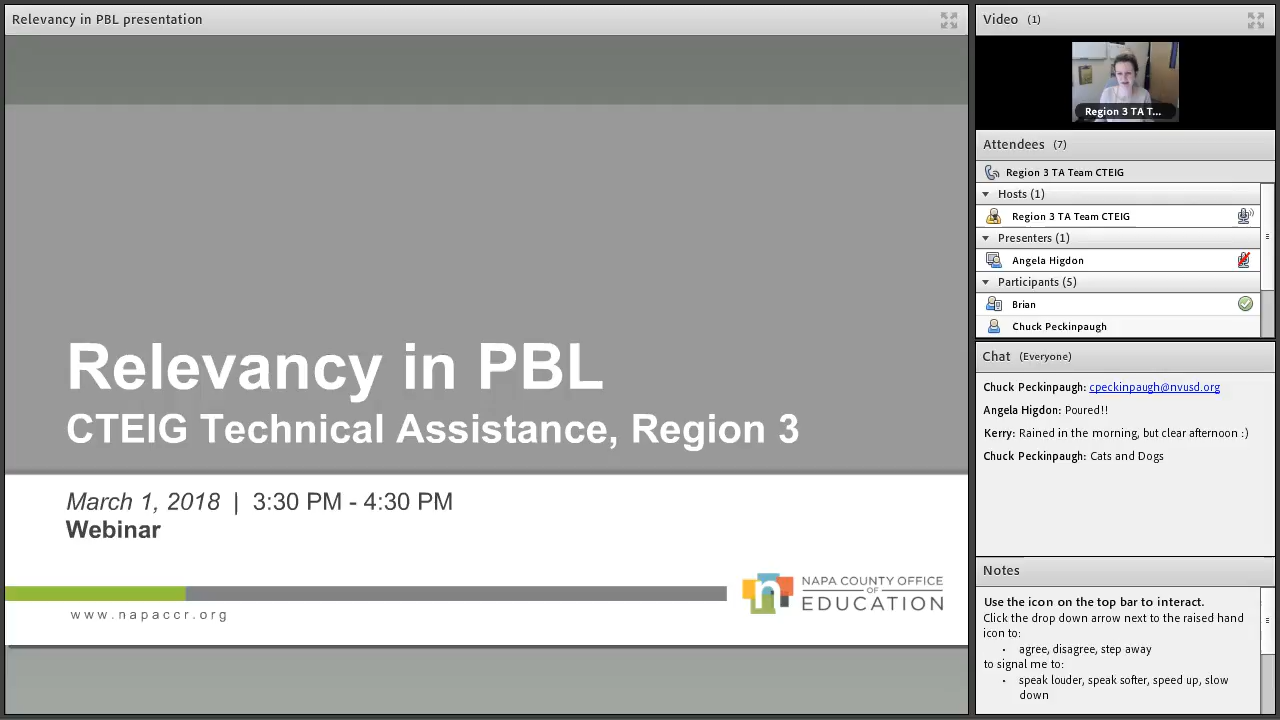 Relevancy in PBL presentation
Relevancy in PBL
CTEIG Technical Assistance, Region 3
March 1, 2018 | 3:30 PM - 4:30 PM
Webinar
NAPA COUNTY OFFICE
OF
EDUCATION
www.napaccr.org
Video (1)
Region 3 TA T...
Attendees (7)
Region 3 TA Team CTEIG
Hosts (1)
Region 3 TA Team CTEIG
Presenters (1)
Angela Higdon
Participants (5)
Brian
Chuck Peckinpaugh
Chat (Everyone)
Chuck Peckinpaugh: cpeckinpaugh@nvusd.org
Angela Higdon: Poured!!
Kerry: Rained in the morning, but clear afternoon :)
Chuck Peckinpaugh: Cats and Dogs
Notes
Use the icon on the top bar to interact.
Click the drop down arrow next to the raised hand
icon to:
• agree, disagree, step away
to signal me to:
• speak louder, speak softer, speed up, slow
down